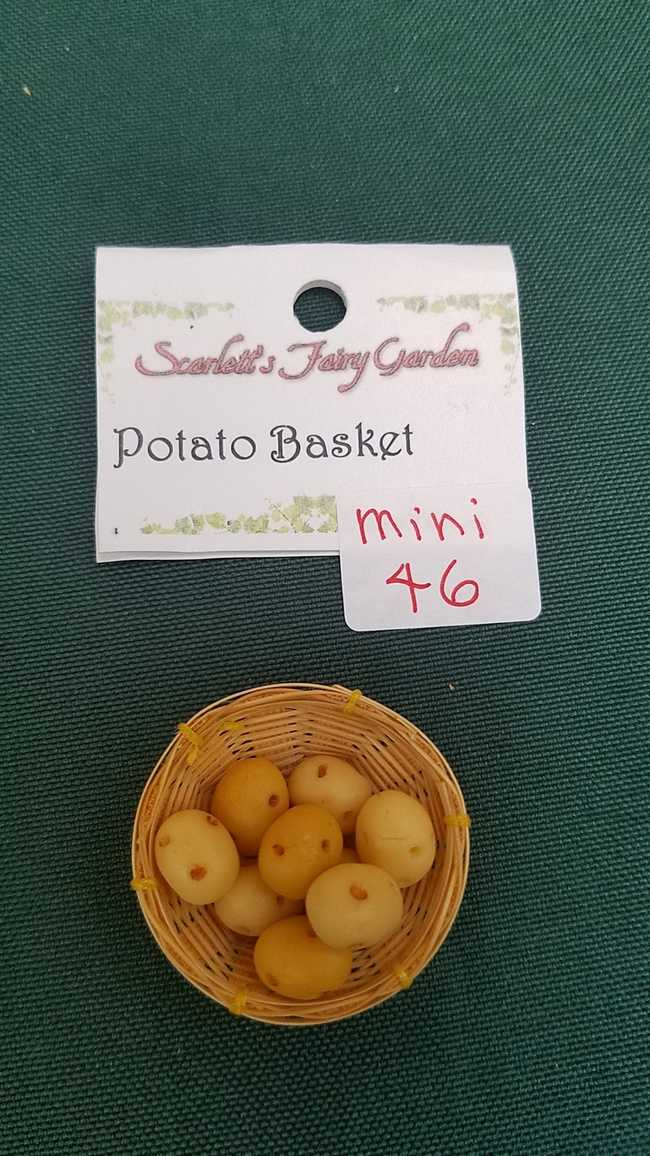 Scarlett's Fairy Garden
Potato Basket
mini
46